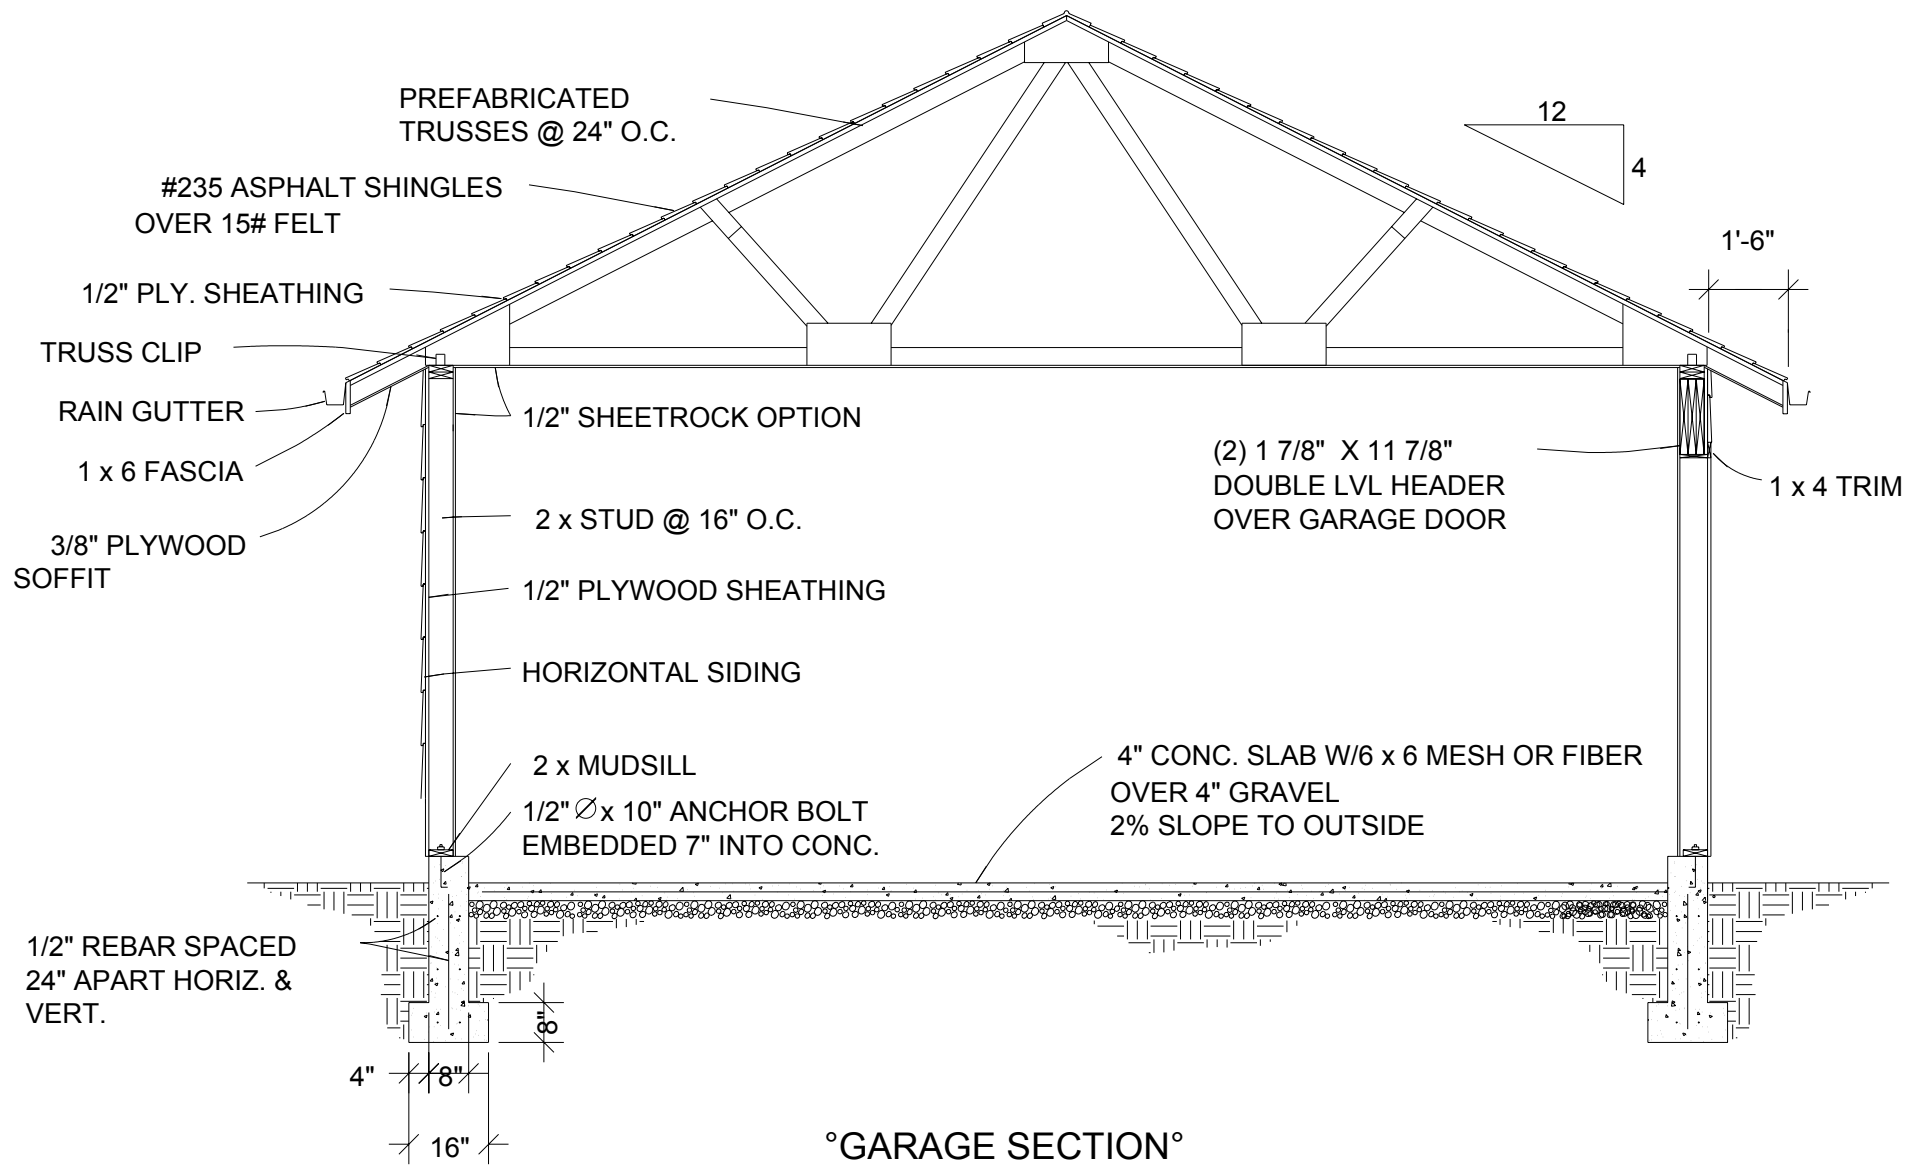 PREFABRICATED
TRUSSES @ 24" O.C.
12
4
#235 ASPHALT SHINGLES
OVER 15# FELT
1'-6"
1/2" PLY. SHEATHING
TRUSS CLIP
RAIN GUTTER
1/2" SHEETROCK OPTION
1 x 6 FASCIA
(2) 1 7/8" X 11 7/8"
DOUBLE LVL HEADER
OVER GARAGE DOOR
1 x 4 TRIM
2 x STUD @ 16" O.C.
3/8" PLYWOOD
SOFFIT
1/2" PLYWOOD SHEATHING
HORIZONTAL SIDING
2 x MUDSILL
1/2" Ø x 10" ANCHOR BOLT
EMBEDDED 7" INTO CONC.
4" CONC. SLAB W/6 x 6 MESH OR FIBER
OVER 4" GRAVEL
2% SLOPE TO OUTSIDE
1/2" REBAR SPACED
24" APART HORIZ. &
VERT.
8"
4"
8"
16"
°GARAGE SECTION°